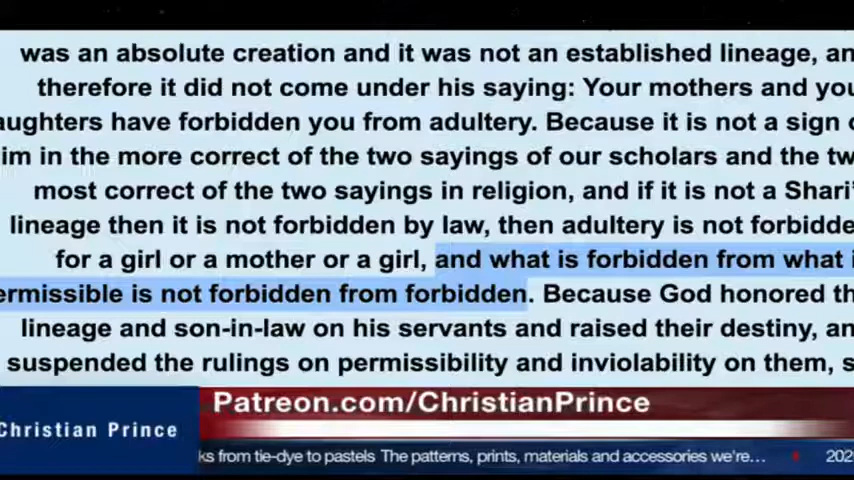 was an absolute creation and it was not an established lineage, an
therefore it did not come under his saying: Your mothers and you
aughters have forbidden you from adultery. Because it is not a sign o
im in the more correct of the two sayings of our scholars and the tw
most correct of the two sayings in religion, and if it is not a Shari'
lineage then it is not forbidden by law, then adultery is not forbidde
for a girl or a mother or a girl, and what is forbidden from what i
ermissible is not forbidden from forbidden. Because God honored th
lineage and son-in-law on his servants and raised their destiny, an
suspended the rulings on permissibility and inviolability on them, s
Patreon.com/ChristianPrince
Christian Prince
ks from tie-dye to pastels The patterns, prints, materials and accessories we're... 202